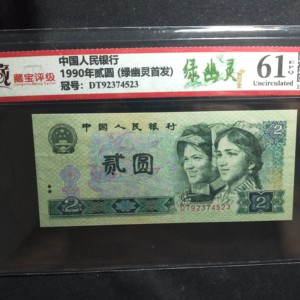 藏宝评级
中国人民银行
1990年贰圆 (绿幽灵首发)
冠号: DT92374523
绿幽灵
61
Uncirculated
中国人民银行
2
贰圆
DT92374523
2
2